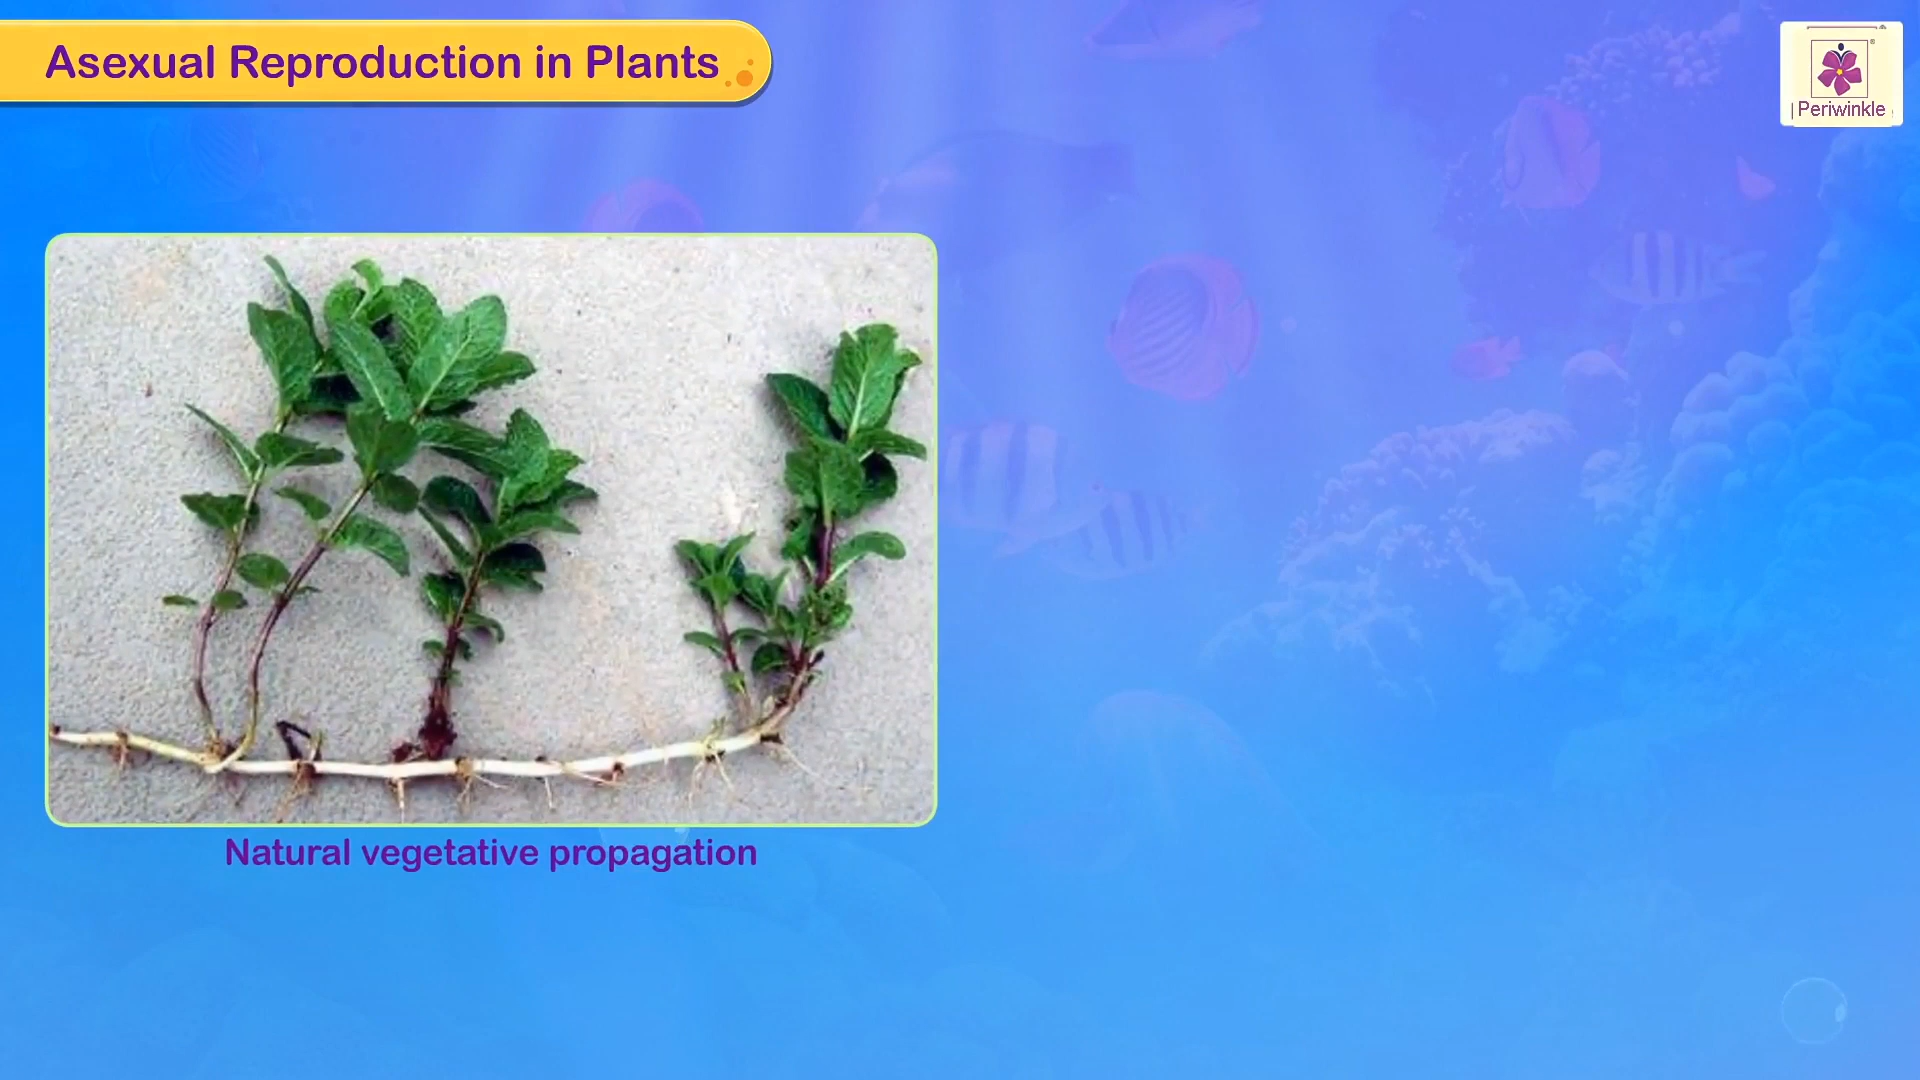 Asexual Reproduction in Plants
Periwinkle
Natural vegetative propagation